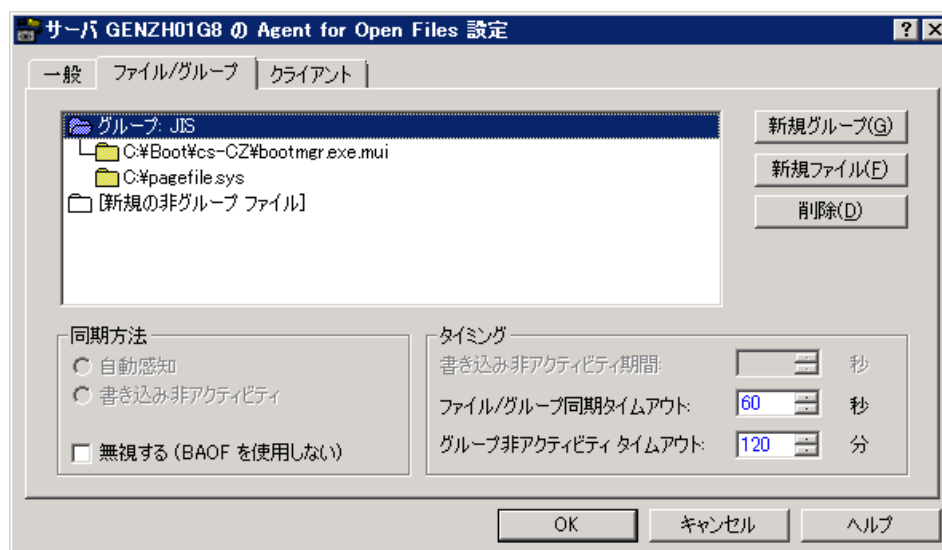 サーバ GENZH01G8 の Agent for Open Files 設定
一般 ファイル/グループ クライアント
グループ: JIS
C:¥Boot¥cs-CZ¥bootmgr.exe.mui
C:¥pagefile.sys
[新規の非グループ ファイル]
新規グループ(G)
新規ファイル(F)
削除(D)
同期方法
自動感知
書き込み非アクティビティ
無視する (BAOF を使用しない)
タイミング
書き込み非アクティビティ期間: 秒
ファイル/グループ同期タイムアウト: 60 秒
グループ非アクティビティ タイムアウト: 120 分
OK キャンセル ヘルプ